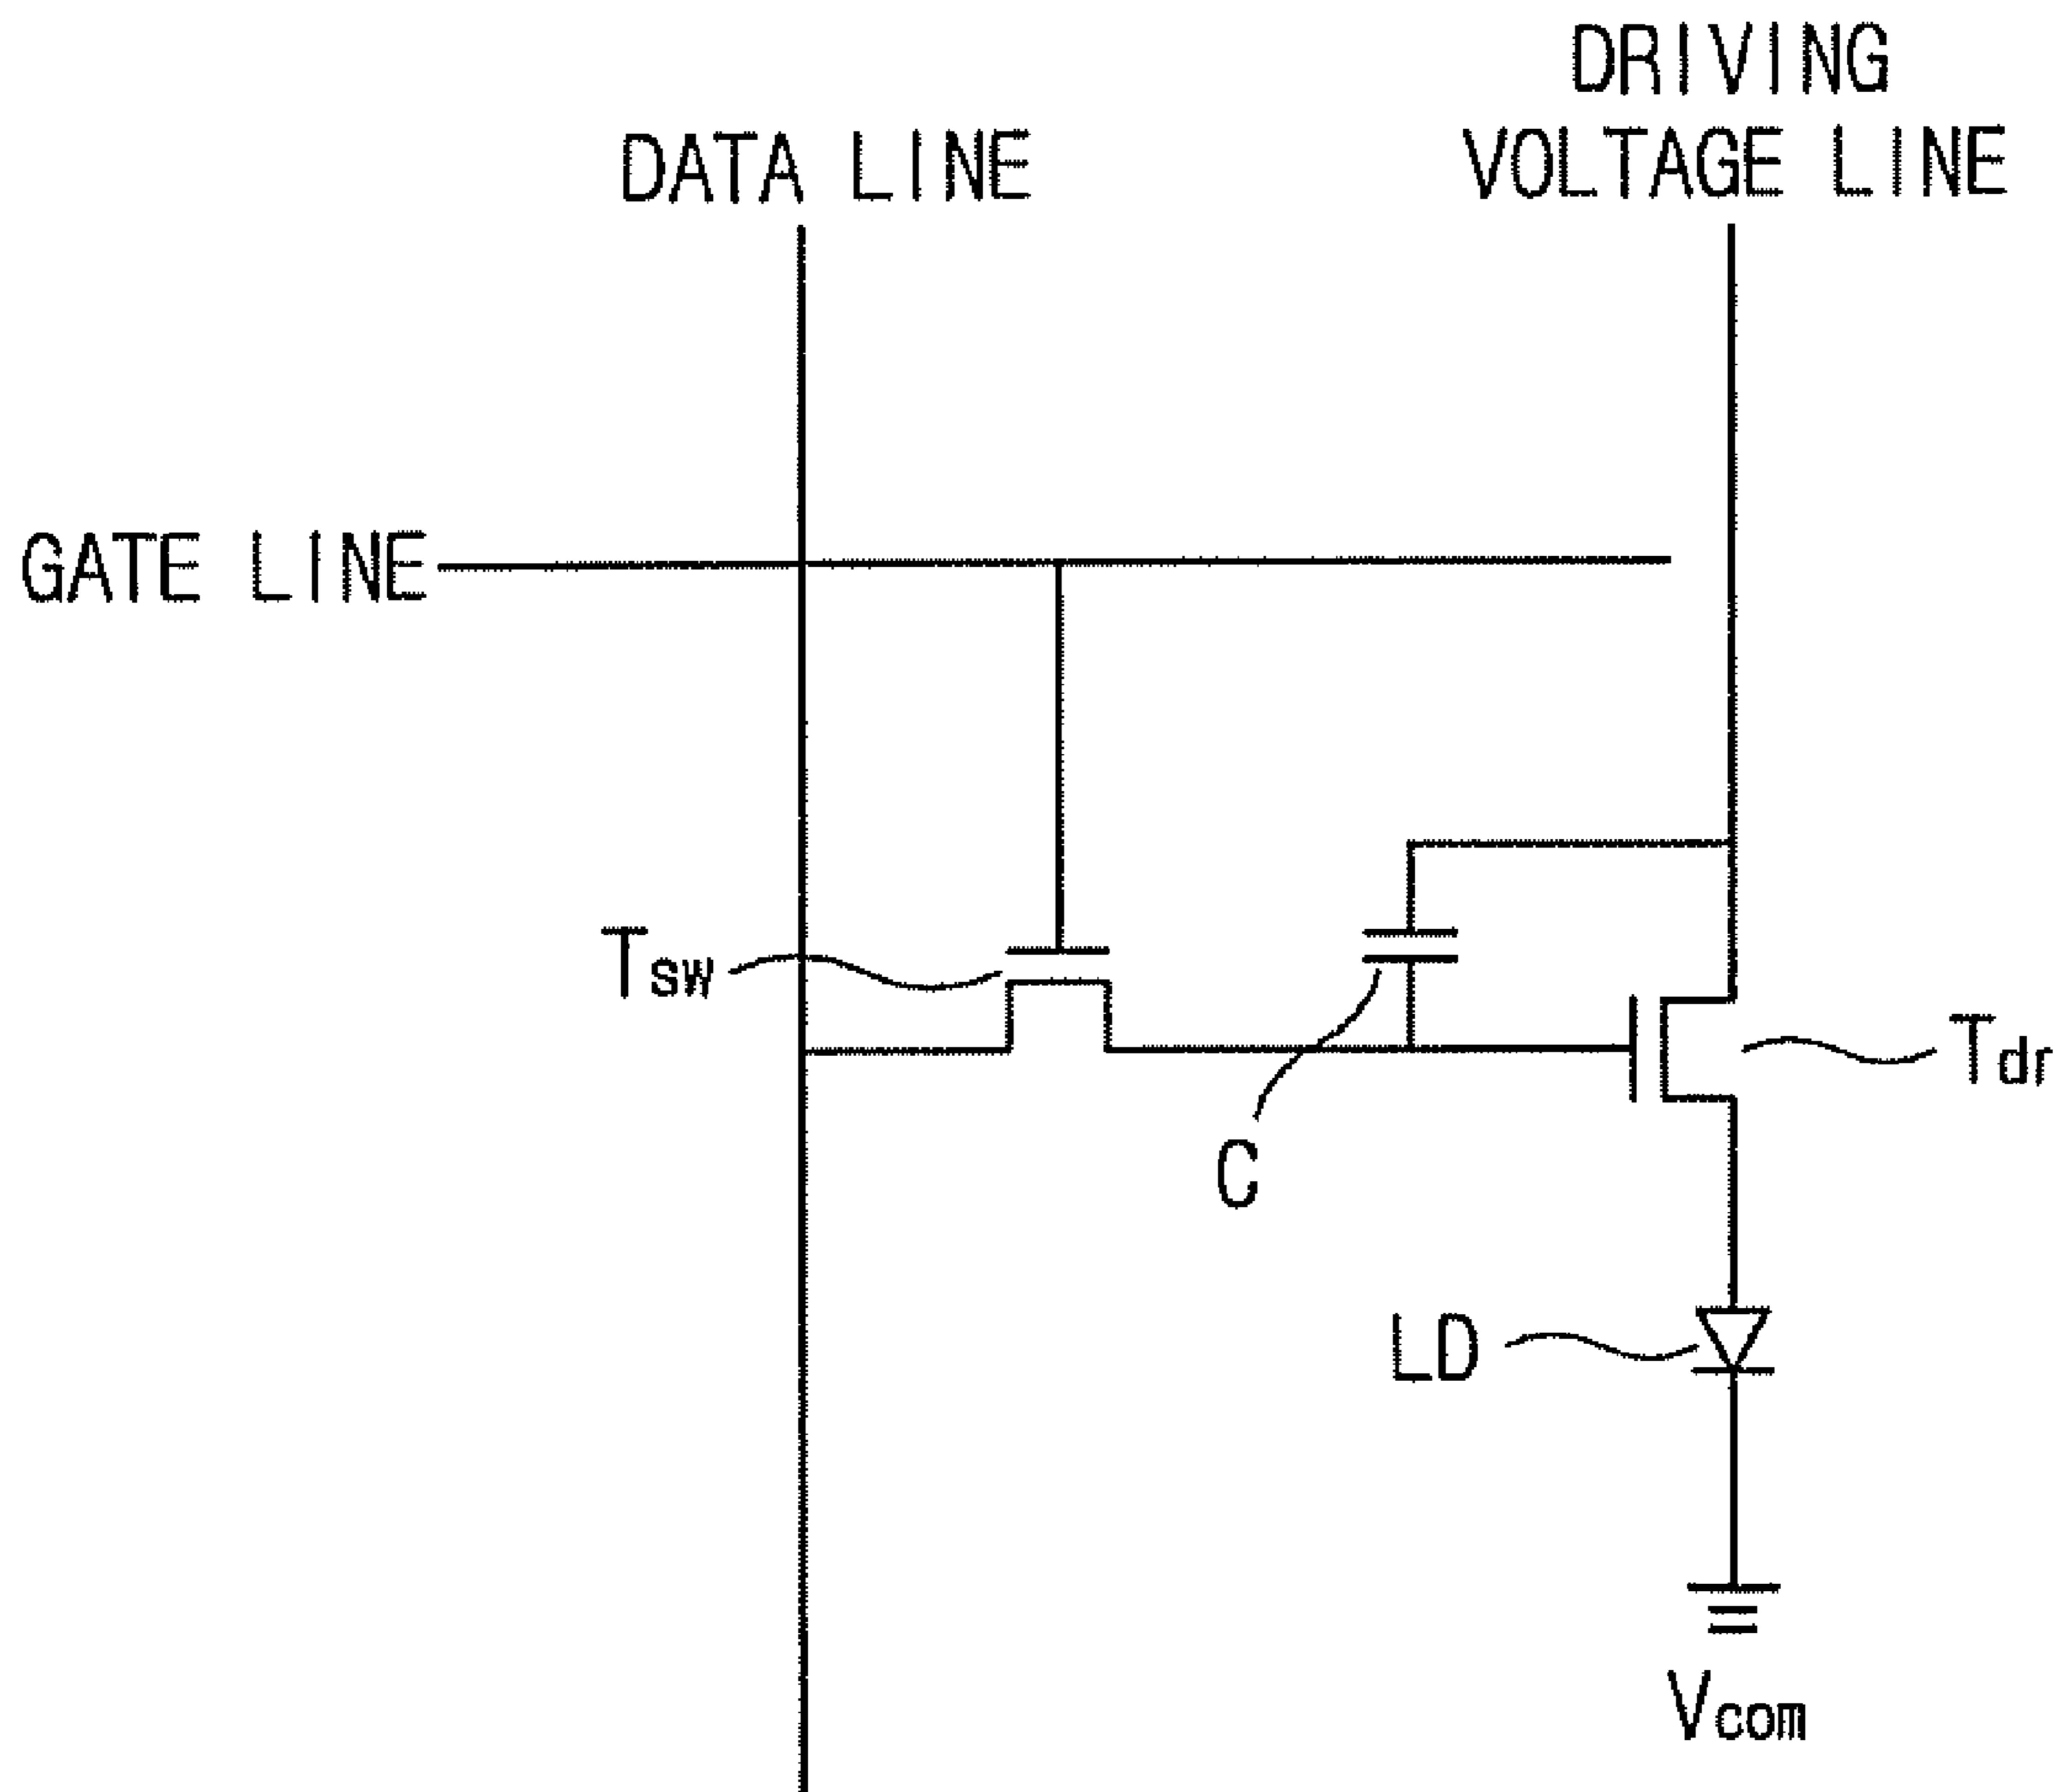 DRIVING
VOLTAGE LINE
DATA LINE
GATE LINE
Tsw
Tdr
C
LD
Vcom